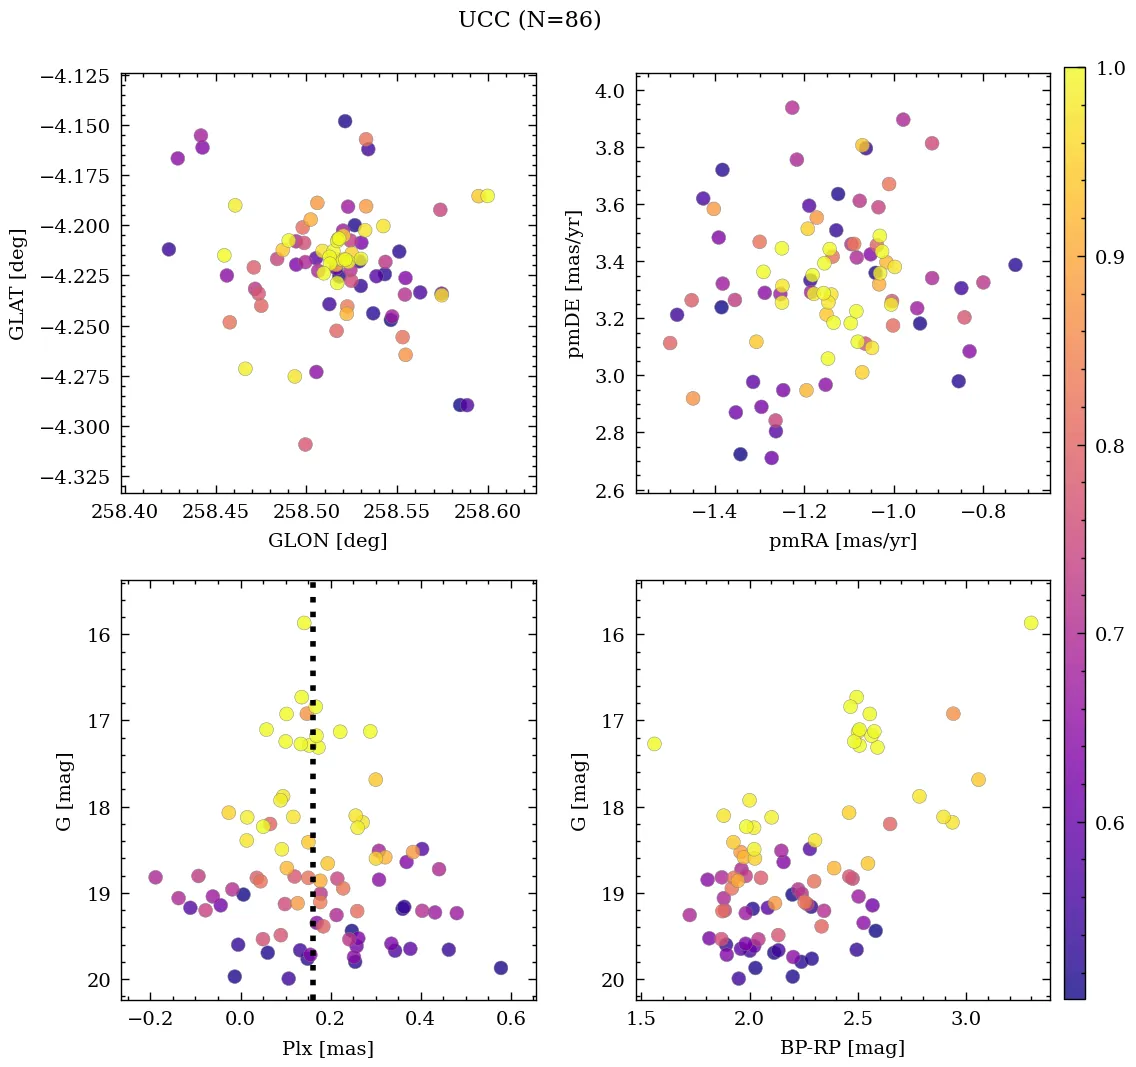 UCC (N=86)
−4.125
−4.150
−4.175
−4.200
−4.225
−4.250
−4.275
−4.300
−4.325
GLAT [deg]
258.40 258.45 258.50 258.55 258.60
GLON [deg]
4.0
3.8
3.6
3.4
3.2
3.0
2.8
2.6
pmDE [mas/yr]
−1.4 −1.2 −1.0 −0.8
pmRA [mas/yr]
1.0
0.9
0.8
0.7
0.6
16
17
18
19
20
G [mag]
−0.2 0.0 0.2 0.4 0.6
Plx [mas]
16
17
18
19
20
G [mag]
1.5 2.0 2.5 3.0
BP-RP [mag]